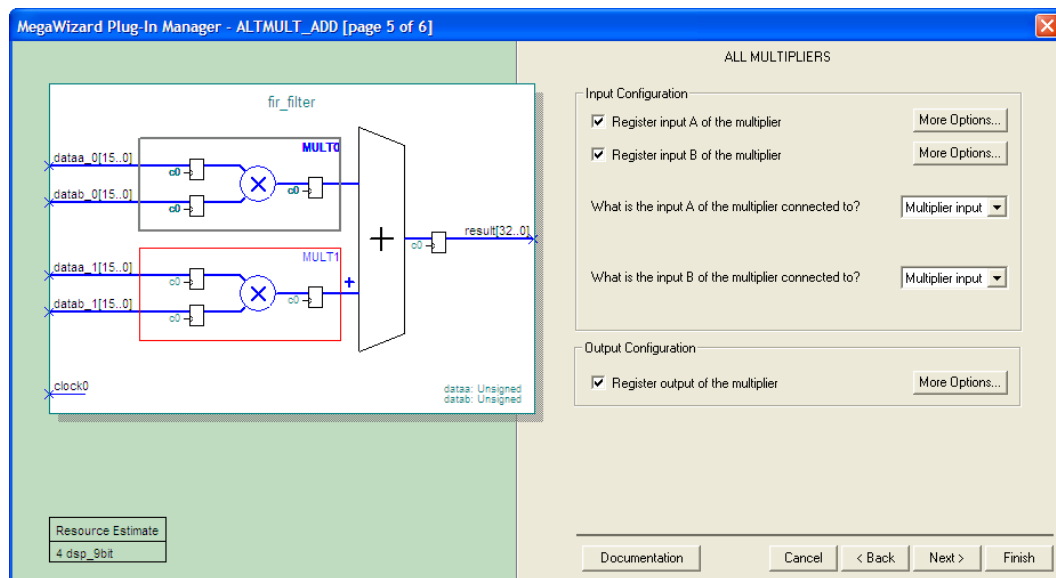 MegaWizard Plug-In Manager - ALTMULT_ADD [page 5 of 6]
fir_filter
MULT0
dataa_0[15..0]
c0
c0
datab_0[15..0]
c0
result[32..0]
c0
MULT1
dataa_1[15..0]
c0
c0
datab_1[15..0]
c0
clock0
dataa: Unsigned
datab: Unsigned
Resource Estimate
4 dsp_9bit
ALL MULTIPLIERS
Input Configuration
Register input A of the multiplier
More Options...
Register input B of the multiplier
More Options...
What is the input A of the multiplier connected to?
Multiplier input
What is the input B of the multiplier connected to?
Multiplier input
Output Configuration
Register output of the multiplier
More Options...
Documentation
Cancel
< Back
Next >
Finish